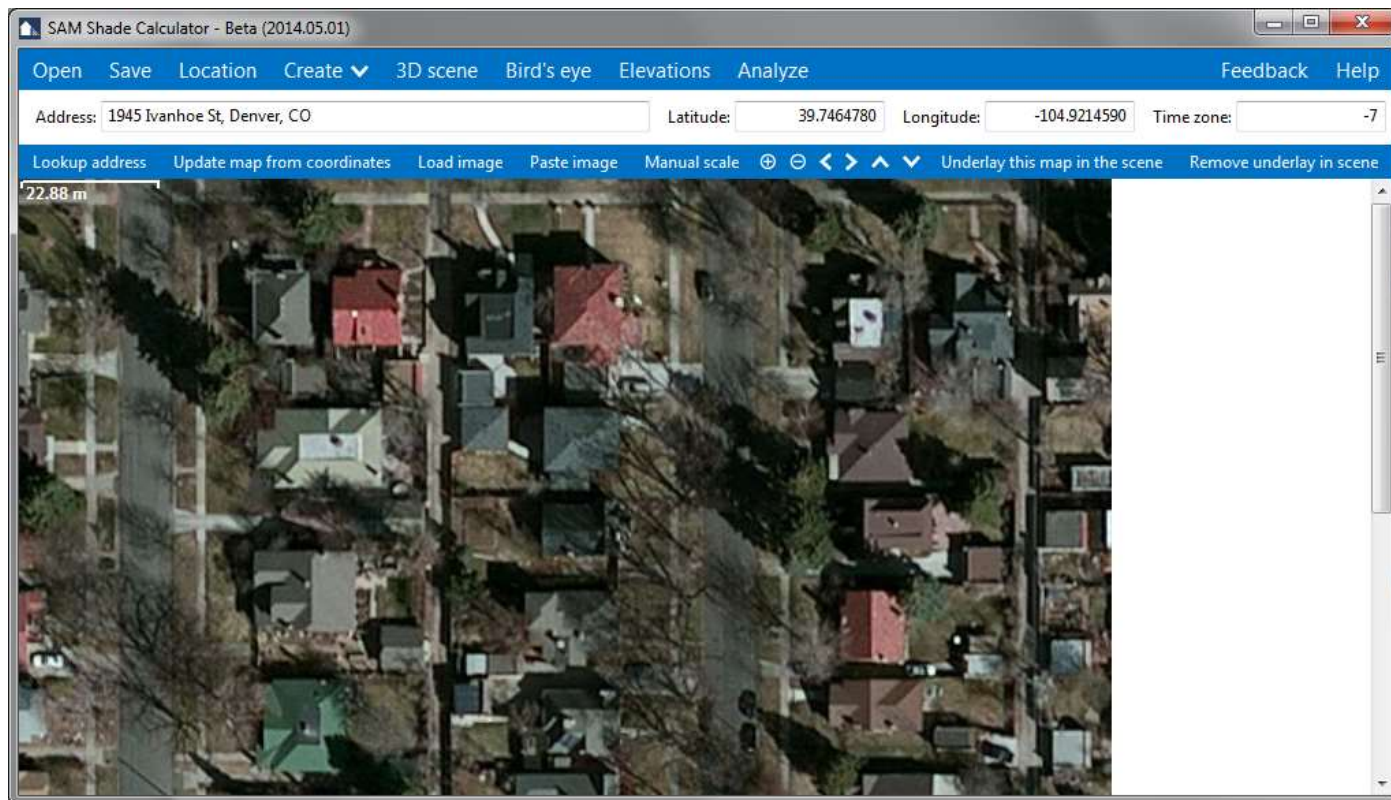 SAM Shade Calculator - Beta (2014.05.01)
Open Save Location Create 3D scene Bird's eye Elevations Analyze Feedback Help
Address: 1945 Ivanhoe St, Denver, CO Latitude: 39.7464780 Longitude: -104.9214590 Time zone: -7
Lookup address Update map from coordinates Load image Paste image Manual scale Underlay this map in the scene Remove underlay in scene
22.88 m